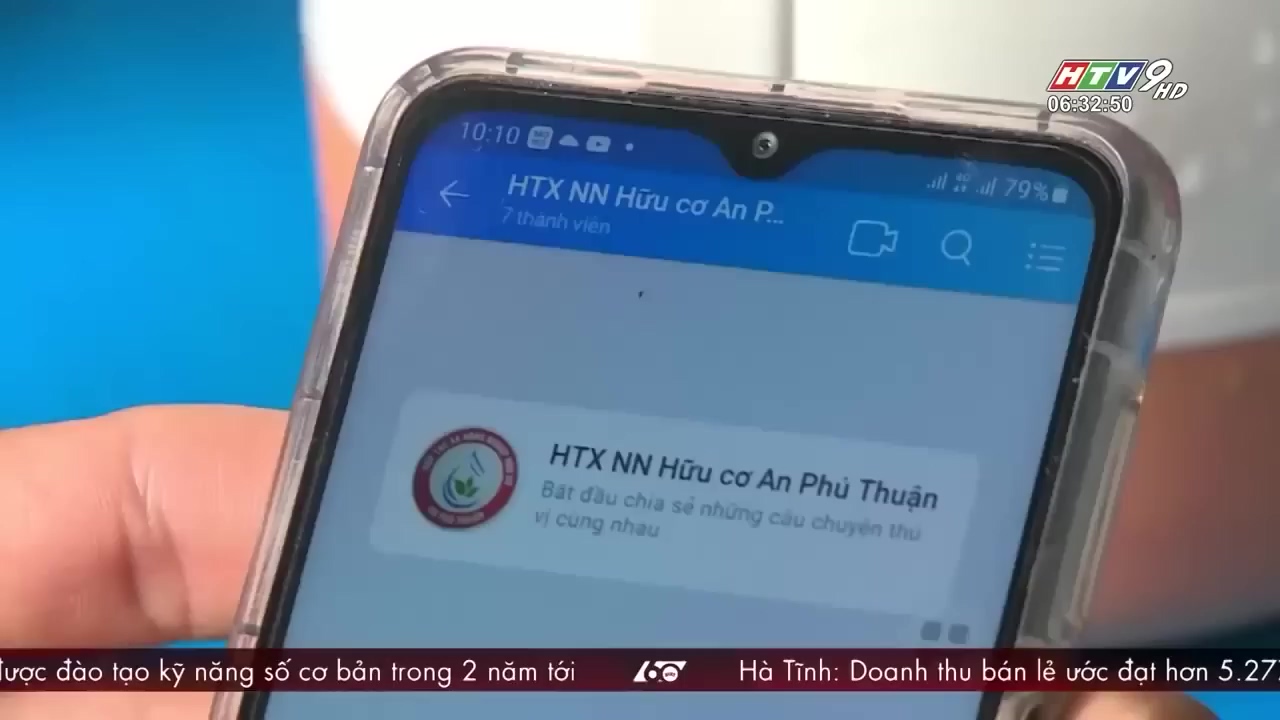 HTV9 HD
06:32:50
10:10
4G 79%
HTX NN Hữu cơ An P...
7 thành viên
HTX NN Hữu cơ An Phú Thuận
Bắt đầu chia sẻ những câu chuyện thú
vị cùng nhau
được đào tạo kỹ năng số cơ bản trong 2 năm tới
Hà Tĩnh: Doanh thu bán lẻ ước đạt hơn 5.27